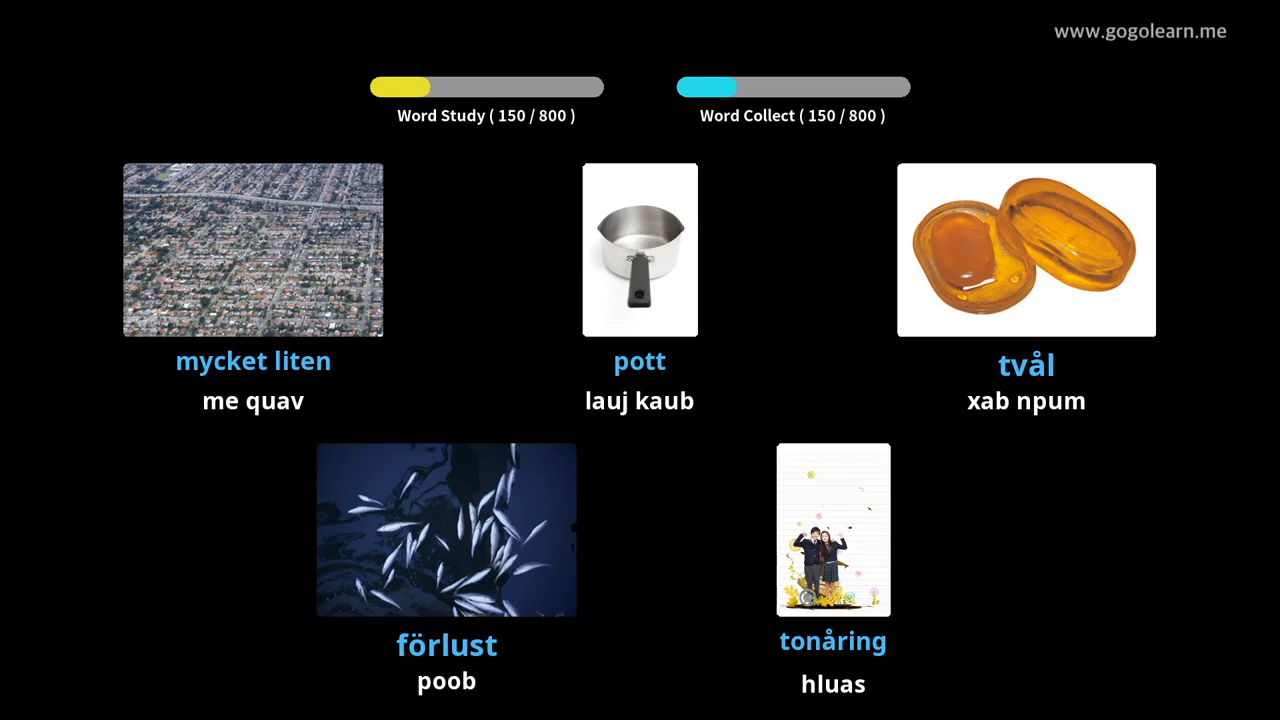 www.gogolearn.me
Word Study ( 150 / 800 )
Word Collect ( 150 / 800 )
mycket liten
me quav
pott
lauj kaub
tvål
xab npum
förlust
poob
tonåring
hluas